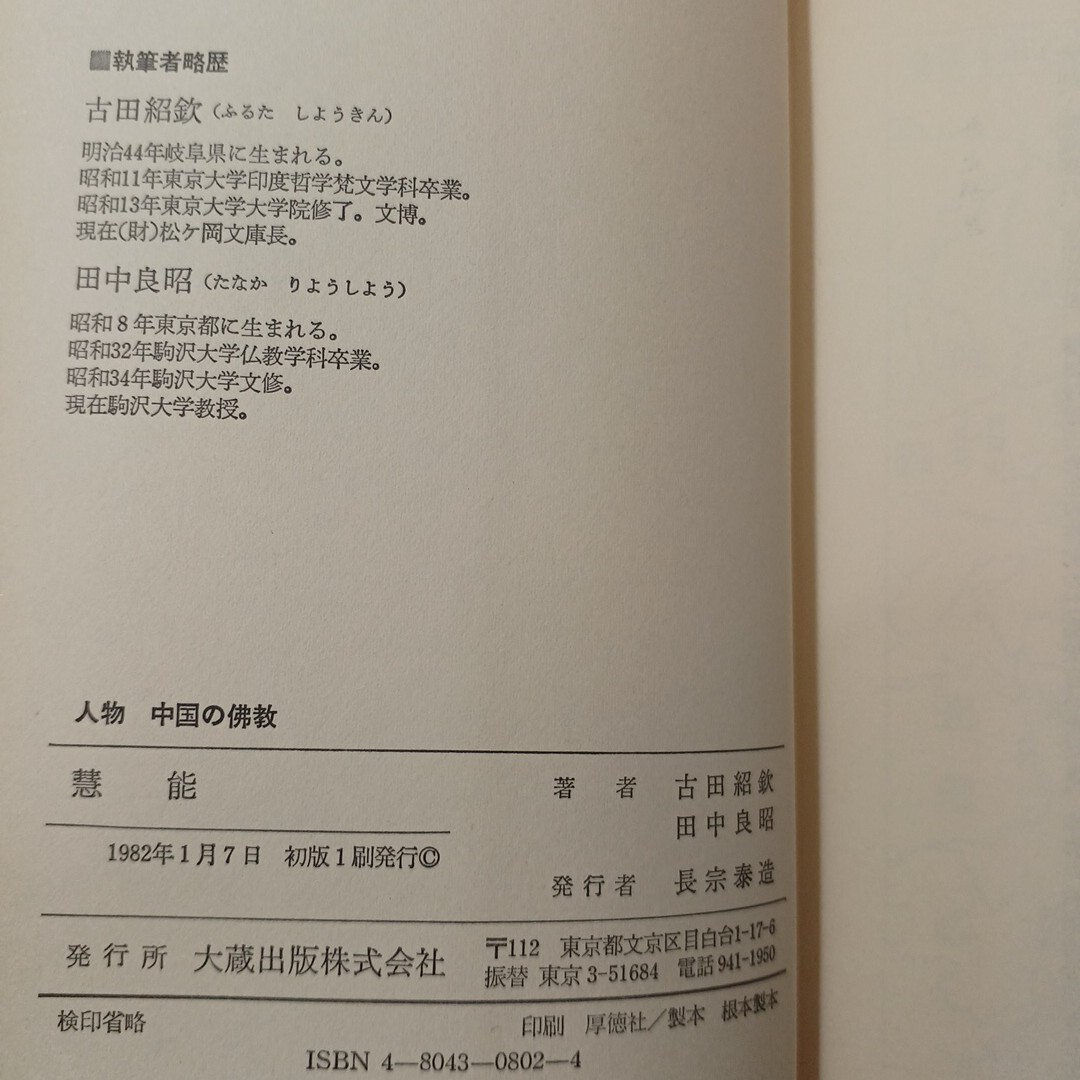 ■執筆者略歴
古田紹欽（ふるた　しようきん）
明治44年岐阜県に生まれる。
昭和11年東京大学印度哲学梵文学科卒業。
昭和13年東京大学大学院修了。文博。
現在(財)松ケ岡文庫長。
田中良昭（たなか　りようしよう）
昭和８年東京都に生まれる。
昭和32年駒沢大学仏教学科卒業。
昭和34年駒沢大学文修。
現在駒沢大学教授。
人物　中国の佛教
慧　能
著　者　古田紹欽
田中良昭
1982年１月７日　初版１刷発行©
発行者　長宗泰造
発行所　大蔵出版株式会社
〒112　東京都文京区目白台1-17-6
振替 東京3-51684　電話941-1950
検印省略
印刷　厚徳社／製本　根本製本
ISBN 4—8043—0802—4